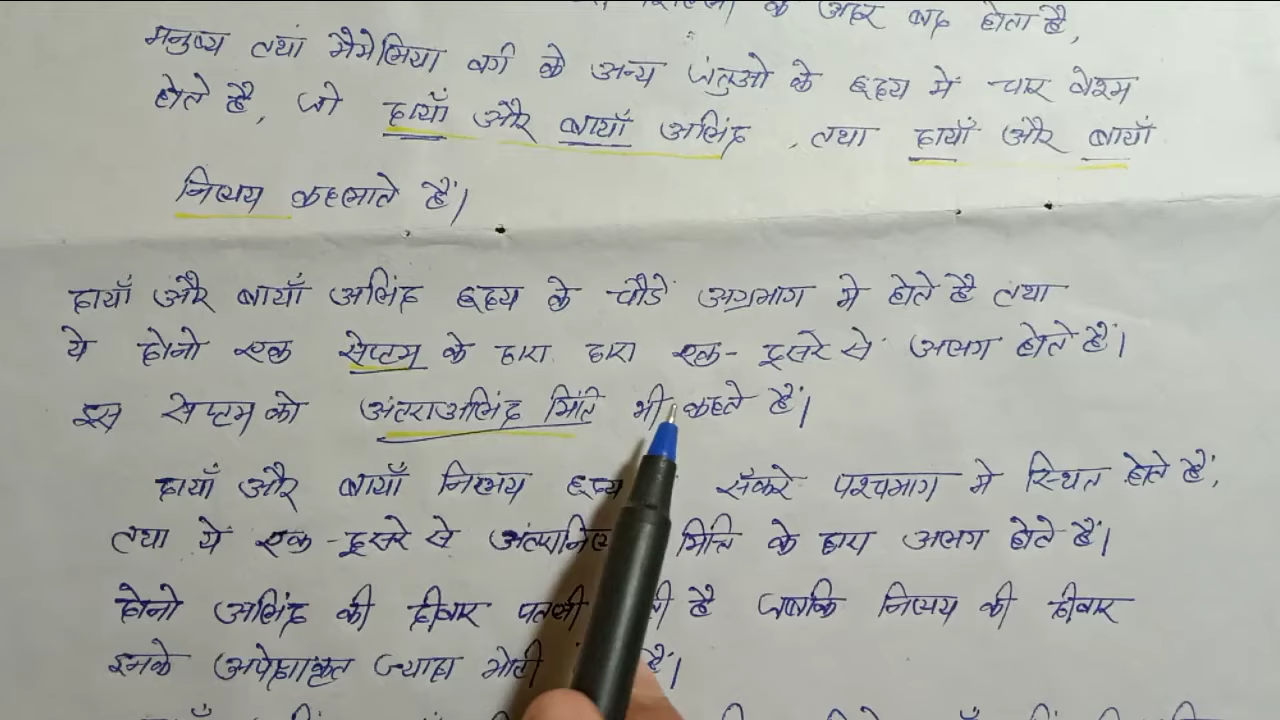 के अंदर बंद होता है,
मनुष्य तथा मैमेलिया वर्ग के अन्य जंतुओ के हृदय में चार वेश्म
होते है, जो दायाँ और बायाँ अलिंद, तथा दायाँ और बायाँ
निलय कहलाते हैं।
दायाँ और बायाँ अलिंद हृदय के चौडे अग्रभाग मे होते है तथा
ये दोनो एक सेप्टम के द्वारा द्वारा एक-दूसरे से अलग होते हैं।
इस सेप्टम को अंतराअलिंद भिंति भी कहते हैं।
दायाँ और बायाँ निलय हृदय सँकरे पश्चभाग मे स्थित होते हैं,
तथा ये एक-दूसरे से भित्ति के द्वारा अलग होते हैं।
दोनो अलिंद की दीवार पतली है जबकि निलय की दीवार
इनके अपेक्षाकृत ज्यादा मोटी हैं।